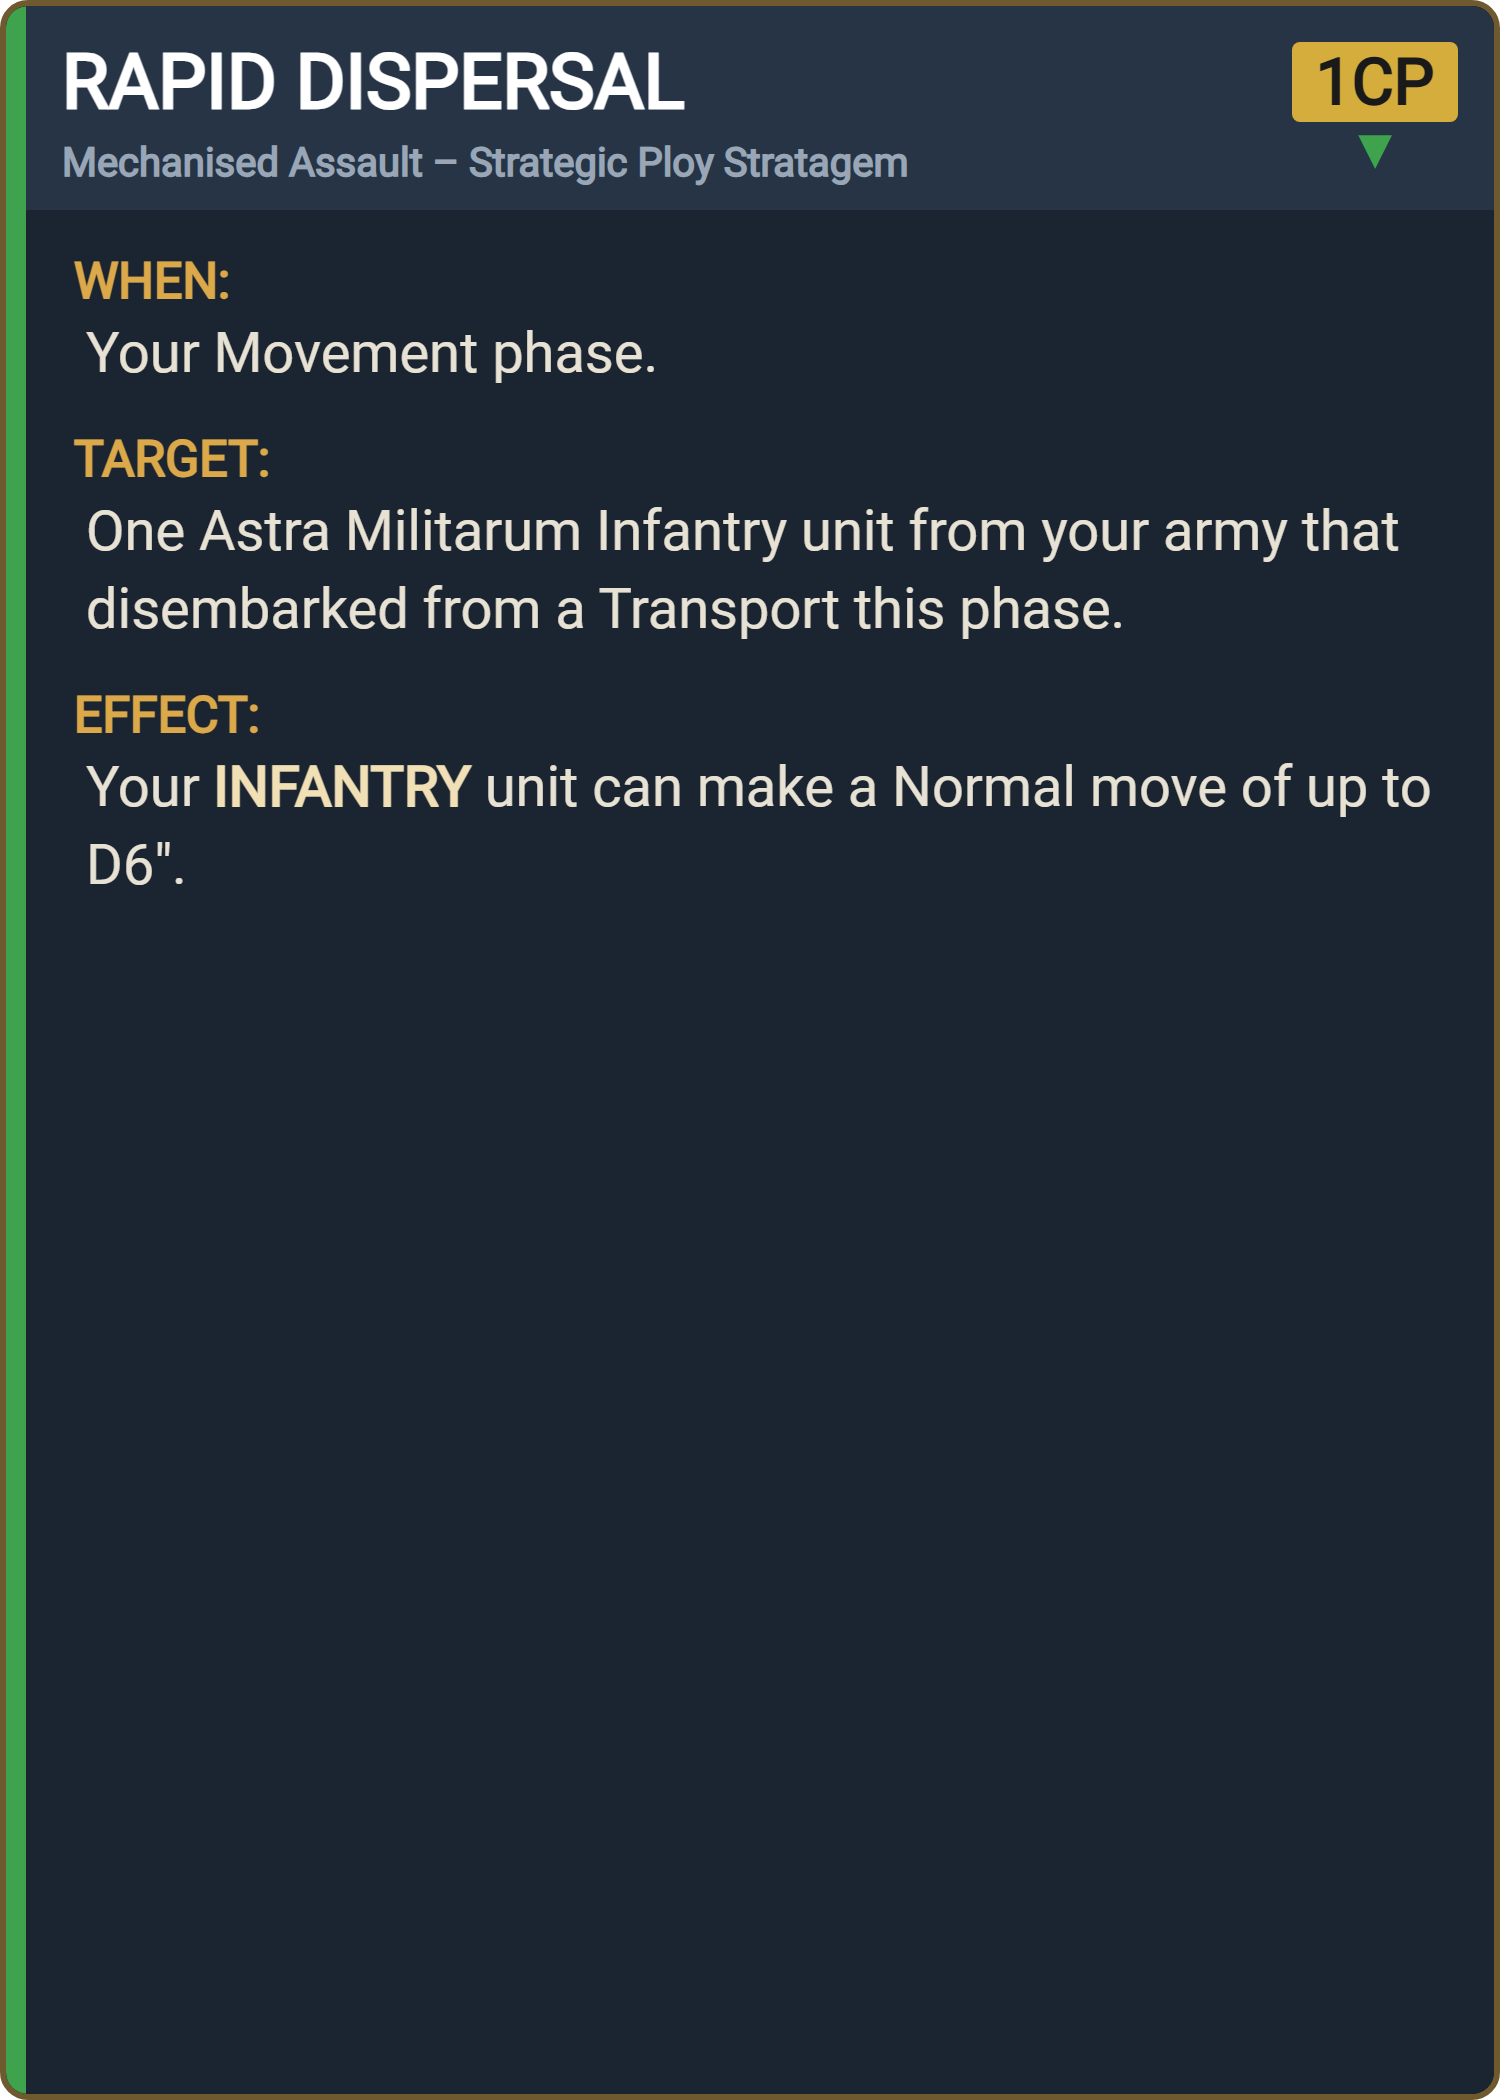 RAPID DISPERSAL
1CP
Mechanised Assault – Strategic Ploy Stratagem
WHEN:
Your Movement phase.
TARGET:
One Astra Militarum Infantry unit from your army that
disembarked from a Transport this phase.
EFFECT:
Your INFANTRY unit can make a Normal move of up to
D6".